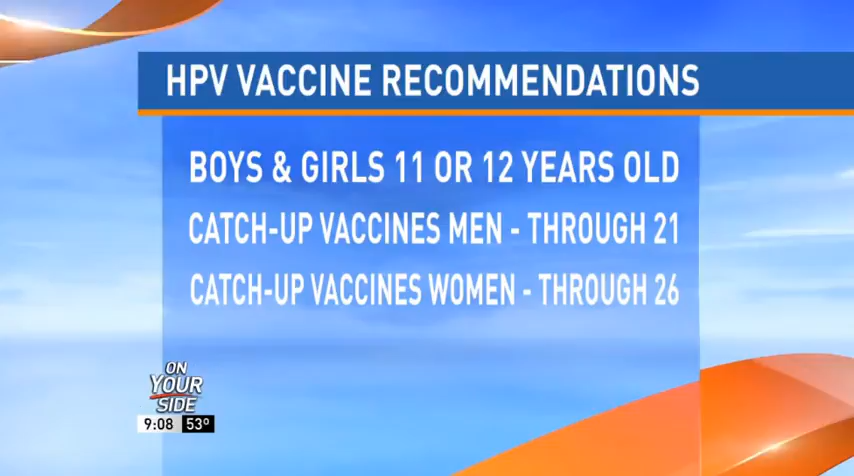 HPV VACCINE RECOMMENDATIONS
BOYS & GIRLS 11 OR 12 YEARS OLD
CATCH-UP VACCINES MEN - THROUGH 21
CATCH-UP VACCINES WOMEN - THROUGH 26
ON
YOUR
SIDE
9:08 53°